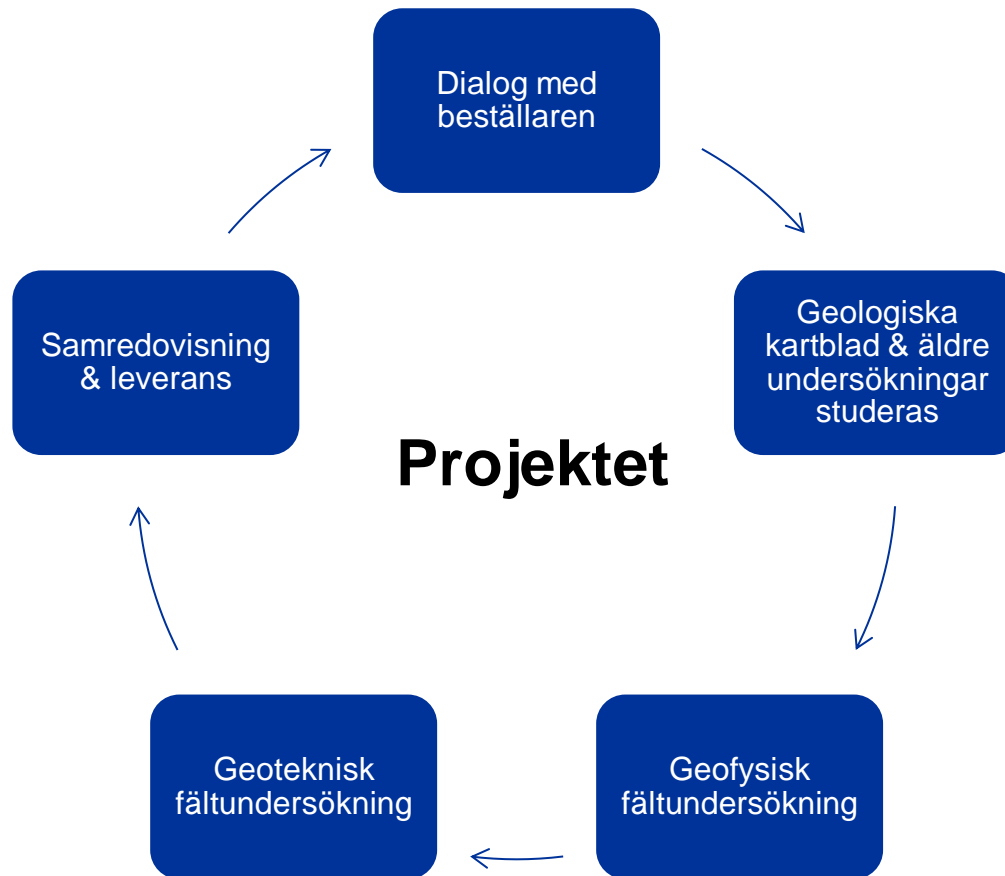 Dialog med
beställaren
Geologiska
kartblad & äldre
undersökningar
studeras
Geofysisk
fältundersökning
Geoteknisk
fältundersökning
Samredovisning
& leverans
Projektet